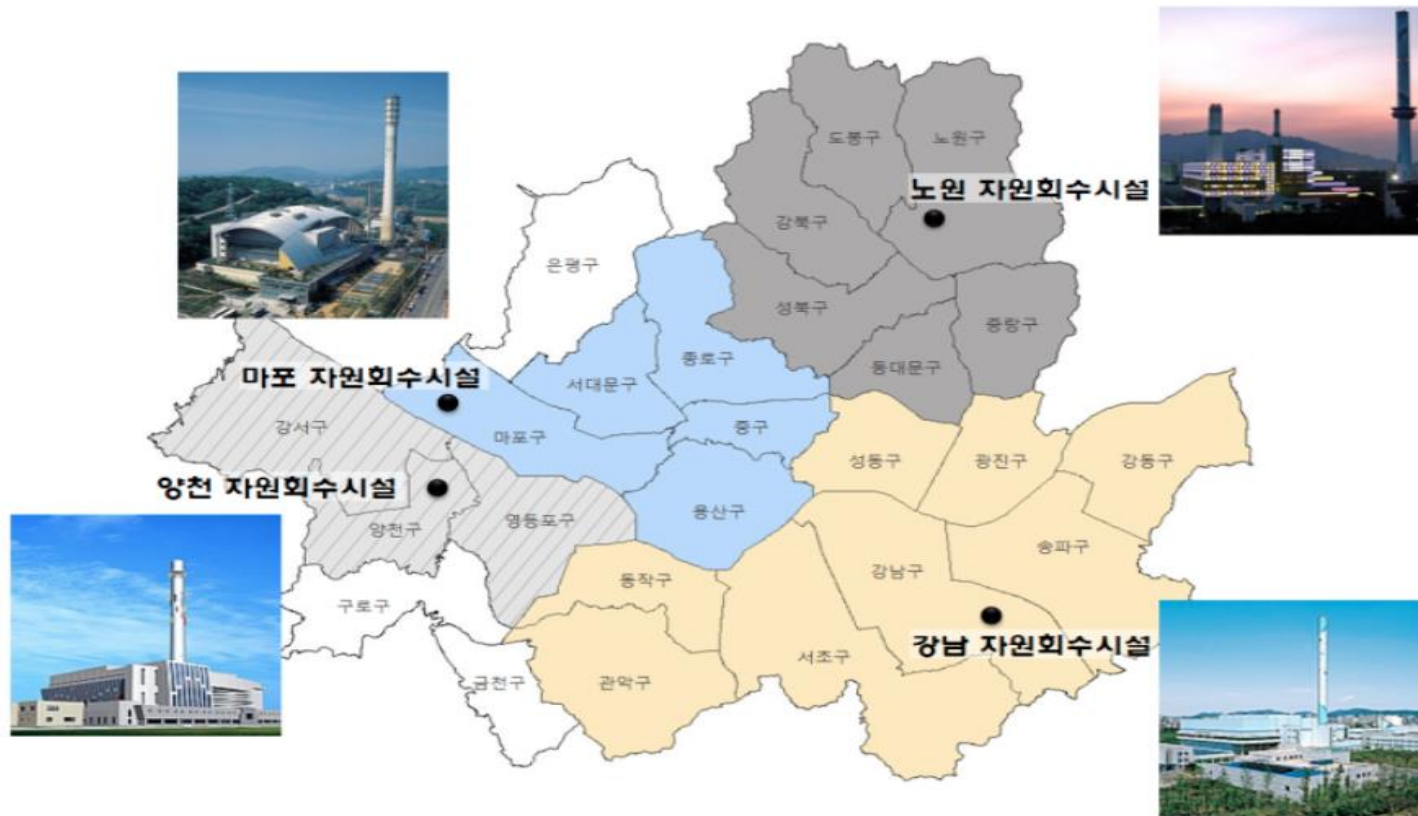 도봉구
노원구
노원 자원회수시설
강북구
은평구
성북구
중랑구
종로구
동대문구
마포 자원회수시설
서대문구
강서구
마포구
중구
성동구
광진구
강동구
양천 자원회수시설
용산구
영등포구
양천구
송파구
강남구
동작구
구로구
강남 자원회수시설
서초구
금천구
관악구